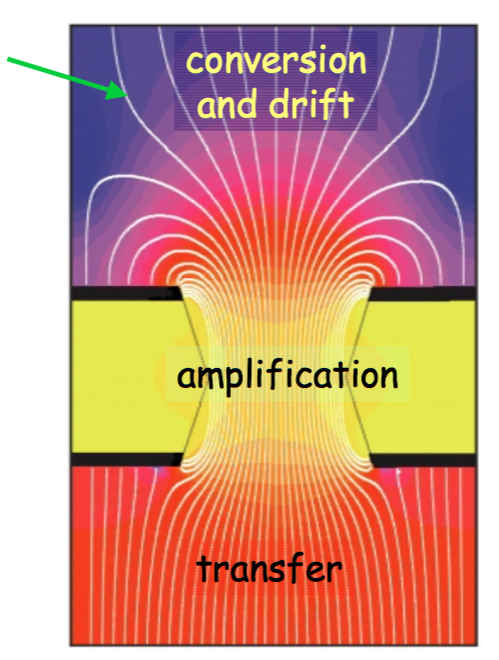 conversion
and drift
amplification
transfer